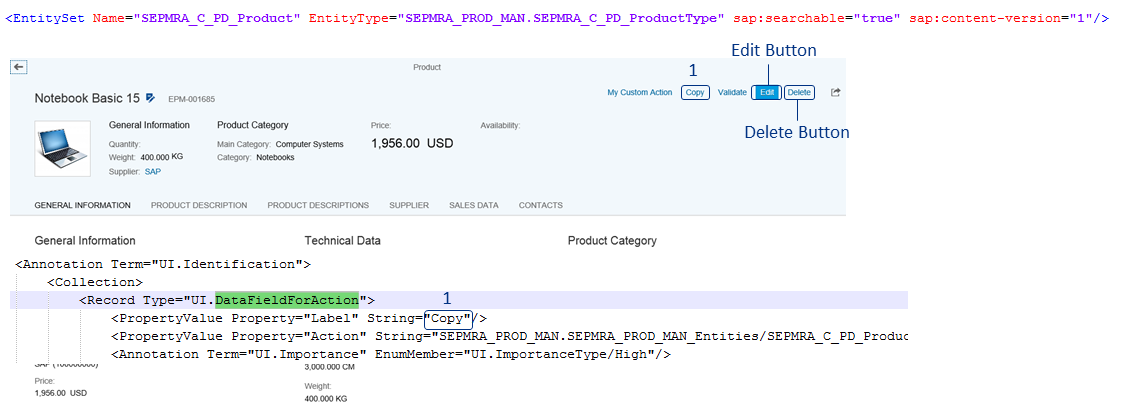 <EntitySet Name="SEPMRA_C_PD_Product" EntityType="SEPMRA_PROD_MAN.SEPMRA_C_PD_ProductType" sap:searchable="true" sap:content-version="1"/>
Edit Button
Product
1
My Custom Action Copy Validate Edit Delete
Notebook Basic 15 EPM-001685
Delete Button
General Information Product Category Price: Availability:
Quantity: Main Category: Computer Systems 1,956.00 USD
Weight: 400.000 KG Category: Notebooks
Supplier: SAP
GENERAL INFORMATION PRODUCT DESCRIPTION PRODUCT DESCRIPTIONS SUPPLIER SALES DATA CONTACTS
General Information Technical Data Product Category
<Annotation Term="UI.Identification">
<Collection>
<Record Type="UI.DataFieldForAction">
1
<PropertyValue Property="Label" String="Copy"/>
<PropertyValue Property="Action" String="SEPMRA_PROD_MAN.SEPMRA_PROD_MAN_Entities/SEPMRA_C_PD_Produc
<Annotation Term="UI.Importance" EnumMember="UI.ImportanceType/High"/>
3,000.000 CM
Price:
1,956.00 USD
Weight:
400.000 KG